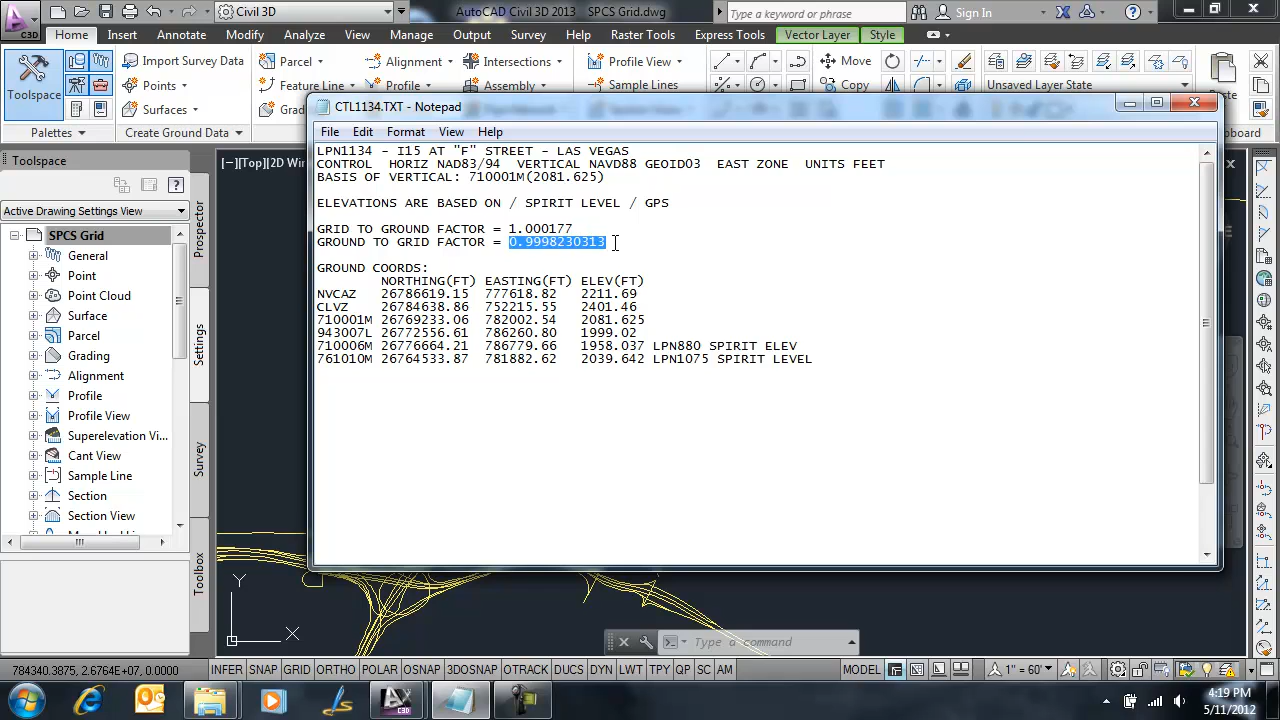 Civil 3D
AutoCAD Civil 3D 2013 SPCS Grid.dwg
Type a keyword or phrase
Sign In
C3D
Home Insert Annotate Modify Analyze View Manage Output Survey Help Raster Tools Express Tools Vector Layer Style
Toolspace
Import Survey Data
Points
Surfaces
Parcel
Feature Line
Grad
Alignment
Profile
Intersections
Assembly
Profile View
Sample Lines
Move
Copy
Unsaved Layer State
Paste
Palettes
Create Ground Data
Clipboard
Toolspace
Active Drawing Settings View
SPCS Grid
General
Point
Point Cloud
Surface
Parcel
Grading
Alignment
Profile
Profile View
Superelevation Vi...
Cant View
Sample Line
Section
Section View
Prospector
Settings
Survey
Toolbox
[−][Top][2D Wir
CTL1134.TXT - Notepad
File Edit Format View Help
LPN1134 - I15 AT "F" STREET - LAS VEGAS
CONTROL HORIZ NAD83/94 VERTICAL NAVD88 GEOID03 EAST ZONE UNITS FEET
BASIS OF VERTICAL: 710001M(2081.625)
ELEVATIONS ARE BASED ON / SPIRIT LEVEL / GPS
GRID TO GROUND FACTOR = 1.000177
GROUND TO GRID FACTOR = 0.9998230313
GROUND COORDS:
NORTHING(FT) EASTING(FT) ELEV(FT)
NVCAZ 26786619.15 777618.82 2211.69
CLVZ 26784638.86 752215.55 2401.46
710001M 26769233.06 782002.54 2081.625
943007L 26772556.61 786260.80 1999.02
710006M 26776664.21 786779.66 1958.037 LPN880 SPIRIT ELEV
761010M 26764533.87 781882.62 2039.642 LPN1075 SPIRIT LEVEL
Y
X
Type a command
784340.3875, 2.6764E+07, 0.0000
INFER SNAP GRID ORTHO POLAR OSNAP 3DOSNAP OTRACK DUCS DYN LWT TPY QP SC AM
MODEL
1" = 60'
4:19 PM
5/11/2012